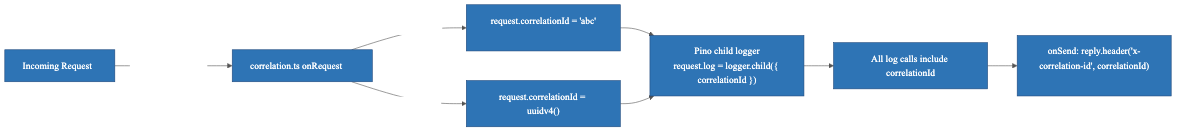 Incoming Request
correlation.ts onRequest
request.correlationId = 'abc'
request.correlationId =
uuidv4()
Pino child logger
request.log = logger.child({
correlationId })
All log calls include
correlationId
onSend: reply.header('x-
correlation-id', correlationId)